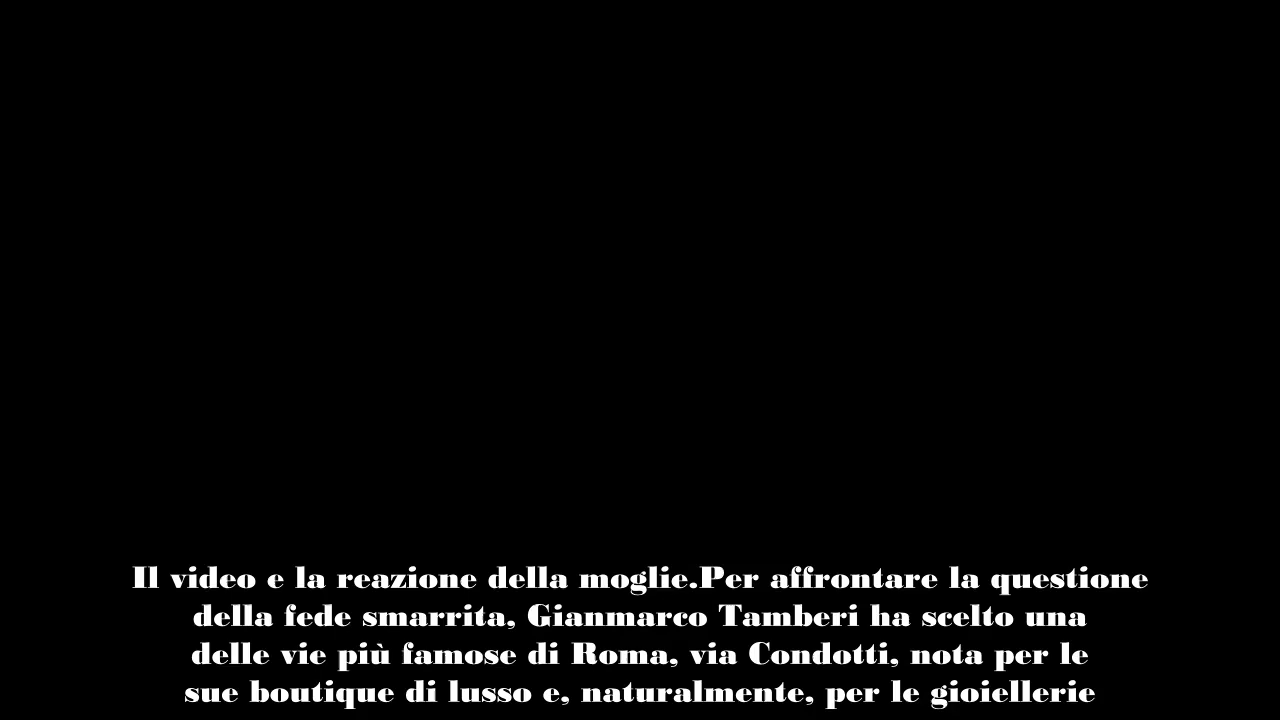 Il video e la reazione della moglie.Per affrontare la questione
della fede smarrita, Gianmarco Tamberi ha scelto una
delle vie più famose di Roma, via Condotti, nota per le
sue boutique di lusso e, naturalmente, per le gioiellerie